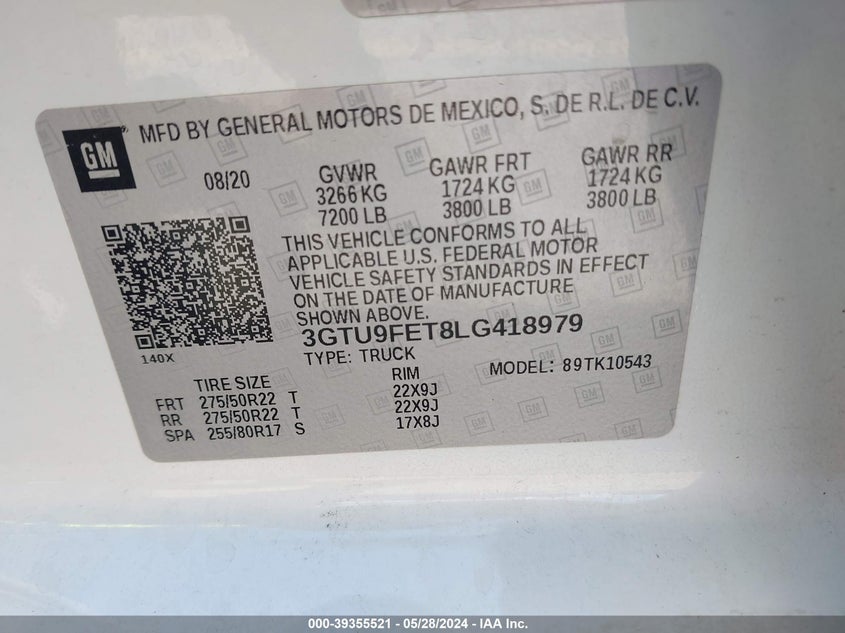 GM
MFD BY GENERAL MOTORS DE MEXICO, S. DE R.L. DE C.V.
08/20
GVWR GAWR FRT GAWR RR
3266 KG 1724 KG 1724 KG
7200 LB 3800 LB 3800 LB
THIS VEHICLE CONFORMS TO ALL
APPLICABLE U.S. FEDERAL MOTOR
VEHICLE SAFETY STANDARDS IN EFFECT
ON THE DATE OF MANUFACTURE
SHOWN ABOVE.
3GTU9FET8LG418979
140X
TYPE: TRUCK
MODEL: 89TK10543
TIRE SIZE RIM
FRT 275/50R22 T 22X9J
RR 275/50R22 T 22X9J
SPA 255/80R17 S 17X8J
000-39355521 - 05/28/2024 - IAA Inc.